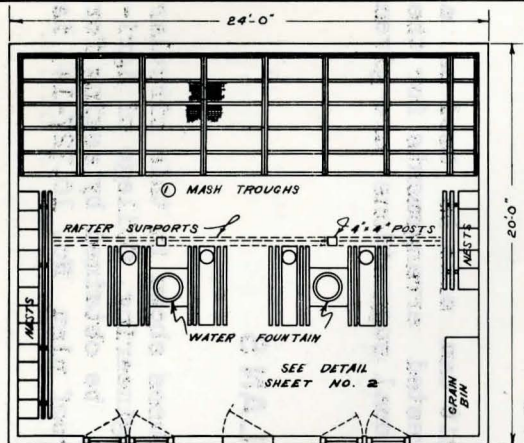 24'-0"
① MASH TROUGHS
RAFTER SUPPORTS
4"x4" POSTS
NESTS
NESTS
20'-0"
WATER FOUNTAIN
SEE DETAIL
SHEET NO. 2
GRAIN
BIN